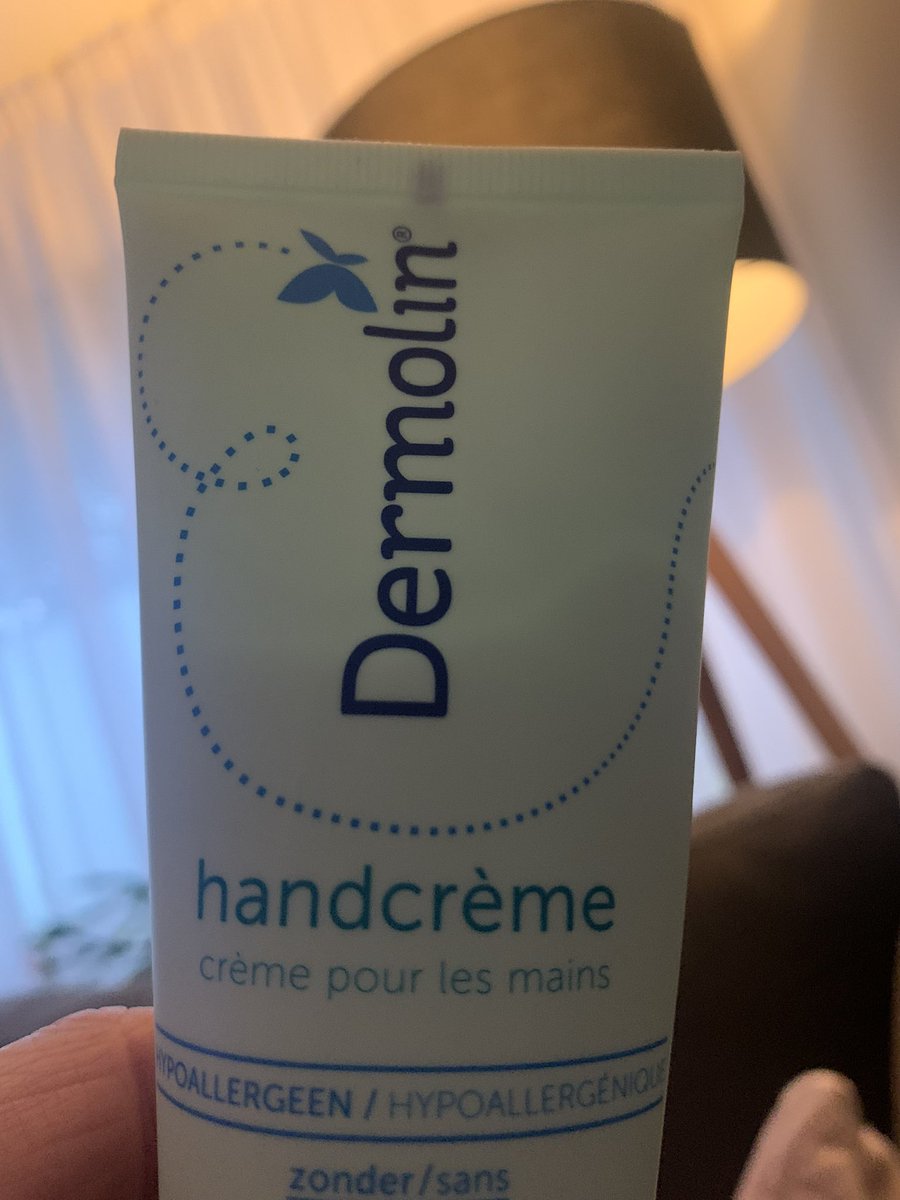 Dermolin®
handcrème
crème pour les mains
HYPOALLERGEEN / HYPOALLERGÉNIQUE
zonder/sans